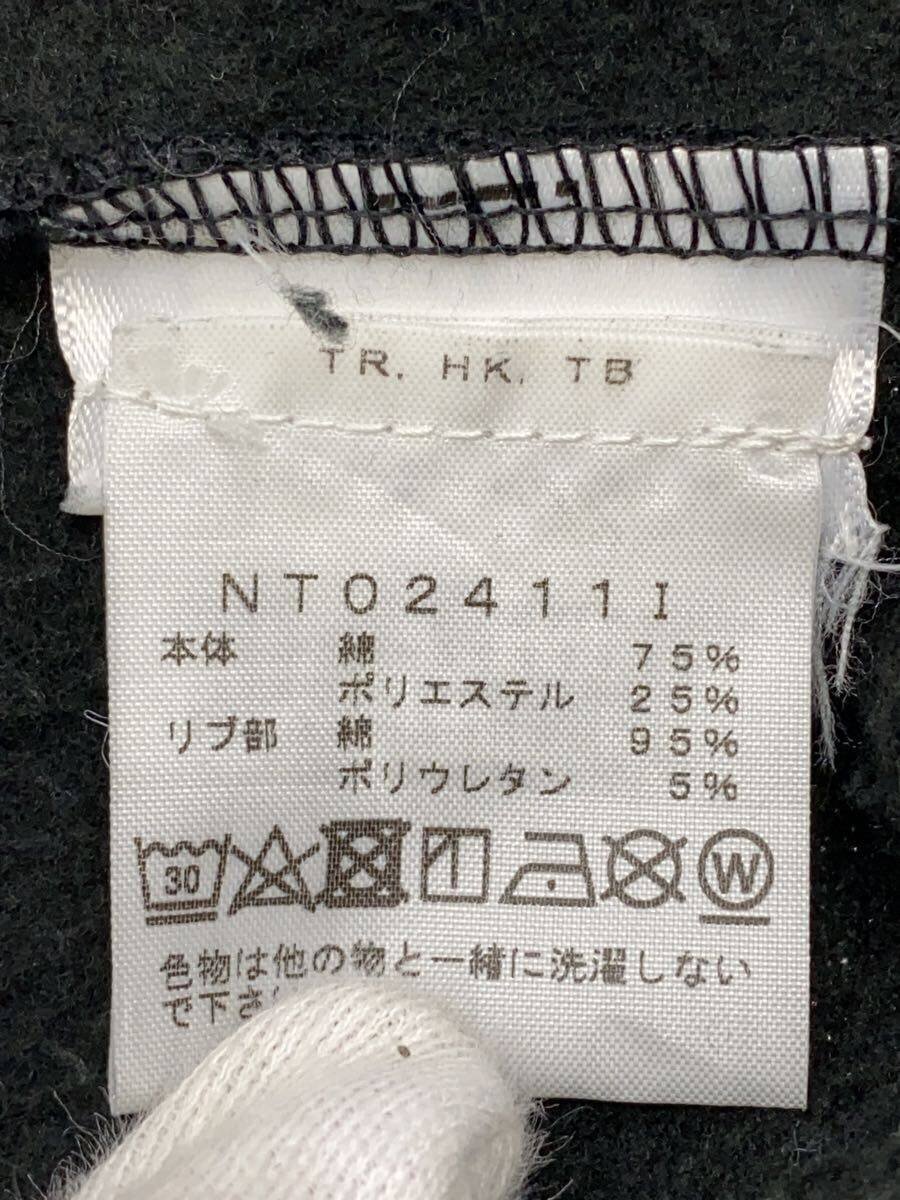 TR. HK. TB
NT02411I
本体 綿 75%
ポリエステル 25%
リブ部 綿 95%
ポリウレタン 5%
30
W
色物は他の物と一緒に洗濯しない
で下さ